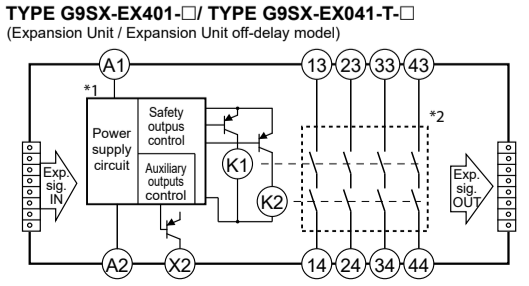 TYPE G9SX-EX401-□/ TYPE G9SX-EX041-T-□
(Expansion Unit / Expansion Unit off-delay model)
A1
13
23
33
43
*1
*2
Power
supply
circuit
Safety
outpus
control
Auxiliary
outputs
control
K1
K2
Exp.
sig.
IN
Exp.
sig.
OUT
A2
X2
14
24
34
44